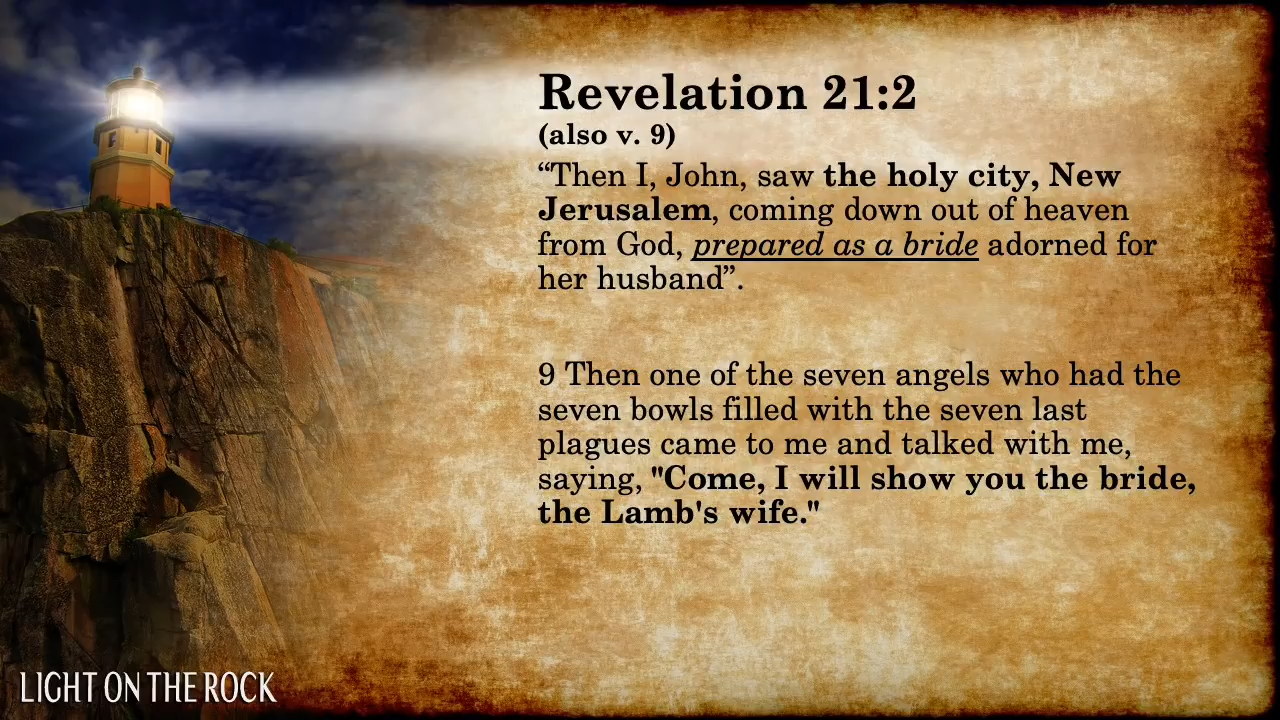 Revelation 21:2
(also v. 9)
“Then I, John, saw the holy city, New
Jerusalem, coming down out of heaven
from God, prepared as a bride adorned for
her husband”.
9 Then one of the seven angels who had the
seven bowls filled with the seven last
plagues came to me and talked with me,
saying, "Come, I will show you the bride,
the Lamb's wife."
LIGHT ON THE ROCK